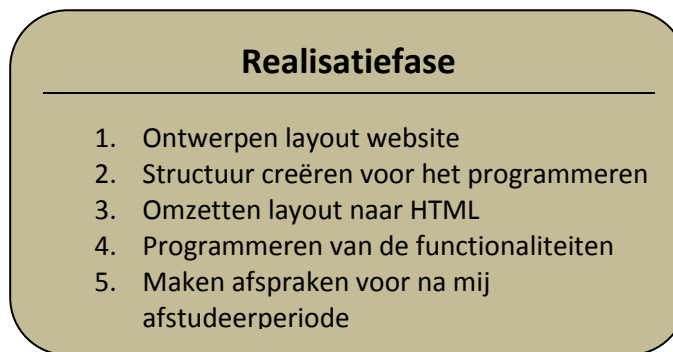 Realisatiefase
1. Ontwerpen layout website
2. Structuur creëren voor het programmeren
3. Omzetten layout naar HTML
4. Programmeren van de functionaliteiten
5. Maken afspraken voor na mij
afstudeerperiode